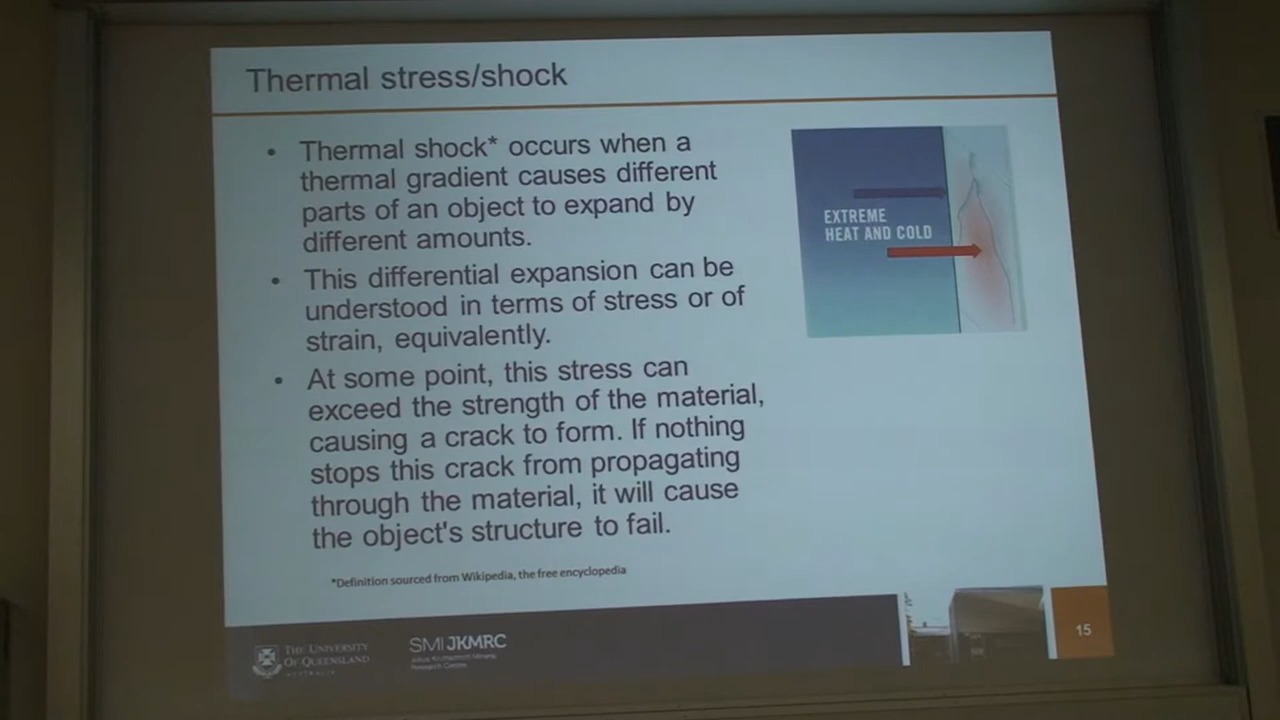 Thermal stress/shock
• Thermal shock* occurs when a
thermal gradient causes different
parts of an object to expand by
different amounts.
• This differential expansion can be
understood in terms of stress or of
strain, equivalently.
• At some point, this stress can
exceed the strength of the material,
causing a crack to form. If nothing
stops this crack from propagating
through the material, it will cause
the object's structure to fail.
EXTREME
HEAT AND COLD
*Definition sourced from Wikipedia, the free encyclopedia
THE UNIVERSITY
OF QUEENSLAND
AUSTRALIA
SMI JKMRC
Research Centre
15